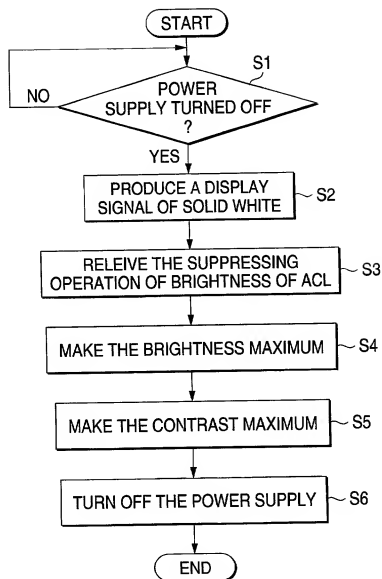 START
S1
POWER
SUPPLY TURNED OFF
?
NO
YES
PRODUCE A DISPLAY
SIGNAL OF SOLID WHITE
S2
RELEIVE THE SUPPRESSING
OPERATION OF BRIGHTNESS OF ACL
S3
MAKE THE BRIGHTNESS MAXIMUM
S4
MAKE THE CONTRAST MAXIMUM
S5
TURN OFF THE POWER SUPPLY
S6
END